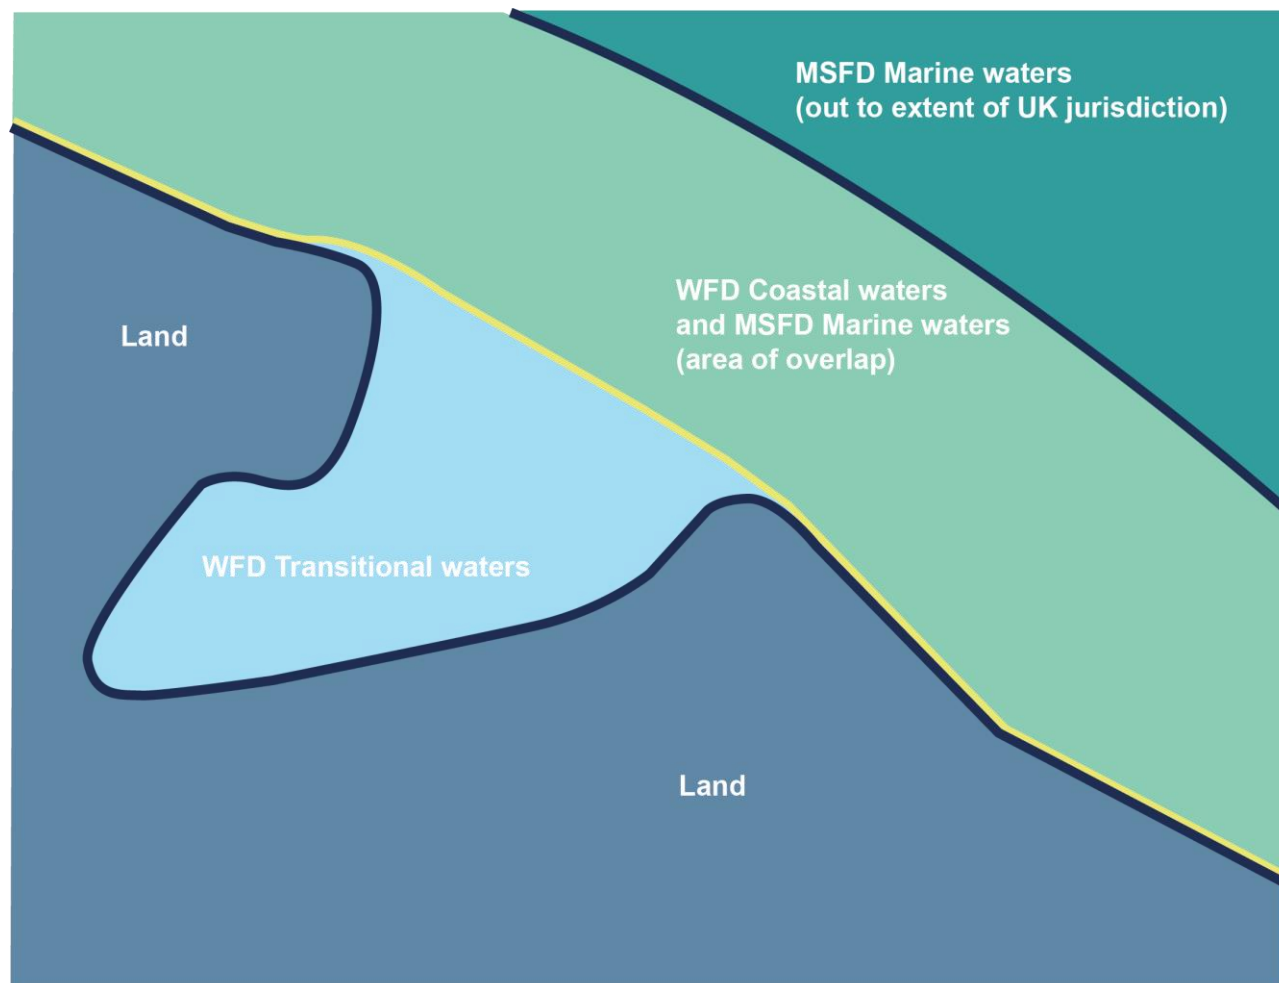 MSFD Marine waters
(out to extent of UK jurisdiction)
WFD Coastal waters
and MSFD Marine waters
(area of overlap)
Land
WFD Transitional waters
Land